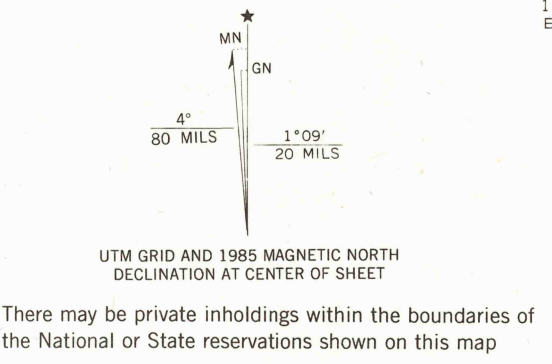 1
E
MN
GN
4°
80 MILS
1°09′
20 MILS
UTM GRID AND 1985 MAGNETIC NORTH
DECLINATION AT CENTER OF SHEET
There may be private inholdings within the boundaries of
the National or State reservations shown on this map